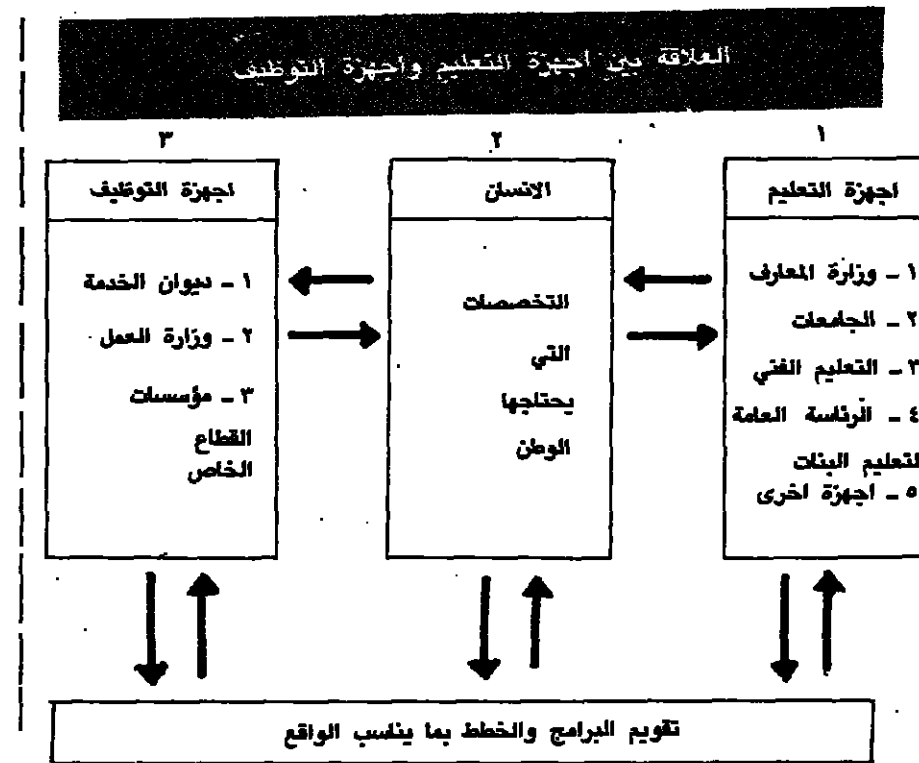 العلاقة بين اجهزة التعليم واجهزة التوظيف
١
٢
٣
اجهزة التعليم
١ ـ وزارة المعارف
٢ ـ الجامعات
٣ ـ التعليم الفني
٤ ـ الرئاسة العامة
لتعليم البنات
٥ ـ اجهزة اخرى
الانسان
التخصصات
التي
يحتاجها
الوطن
اجهزة التوظيف
١ ـ ديوان الخدمة
٢ ـ وزارة العمل
٣ ـ مؤسسات
القطاع
الخاص
تقويم البرامج والخطط بما يناسب الواقع